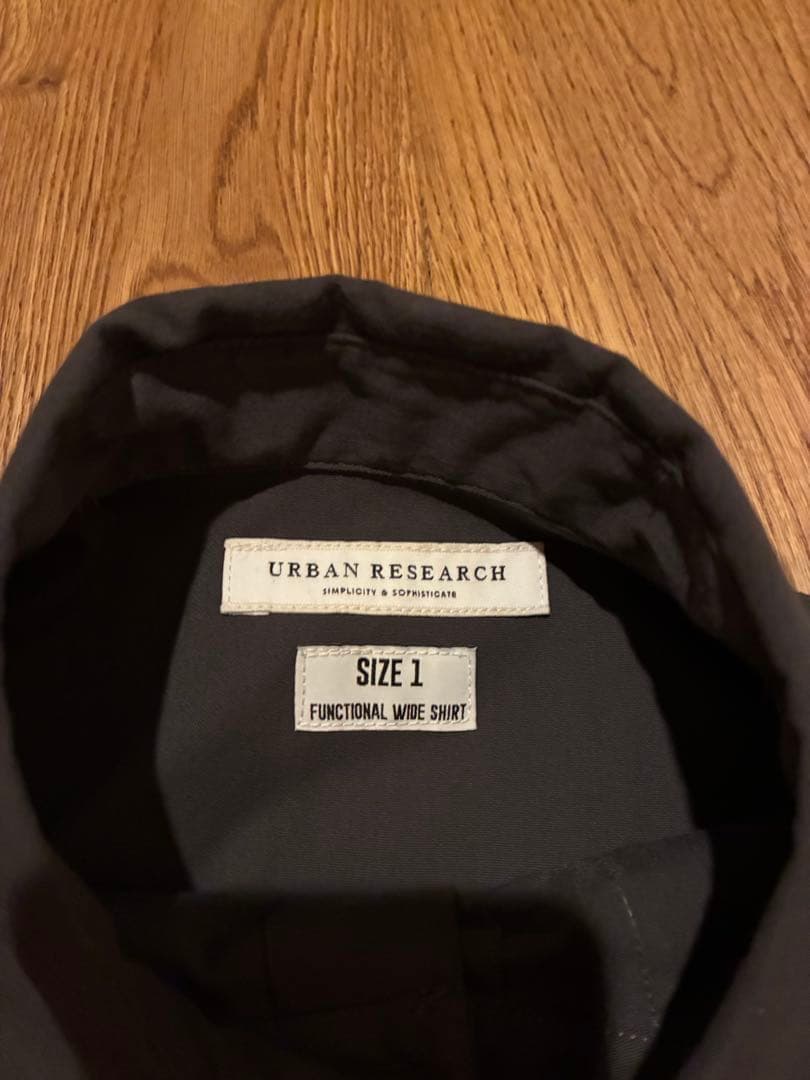 URBAN RESEARCH
SIMPLICITY & SOPHISTICATE
SIZE 1
FUNCTIONAL WIDE SHIRT